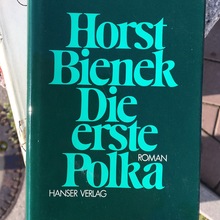 Horst
Bienek
Die
erste
ROMAN
Polka
HANSER VERLAG